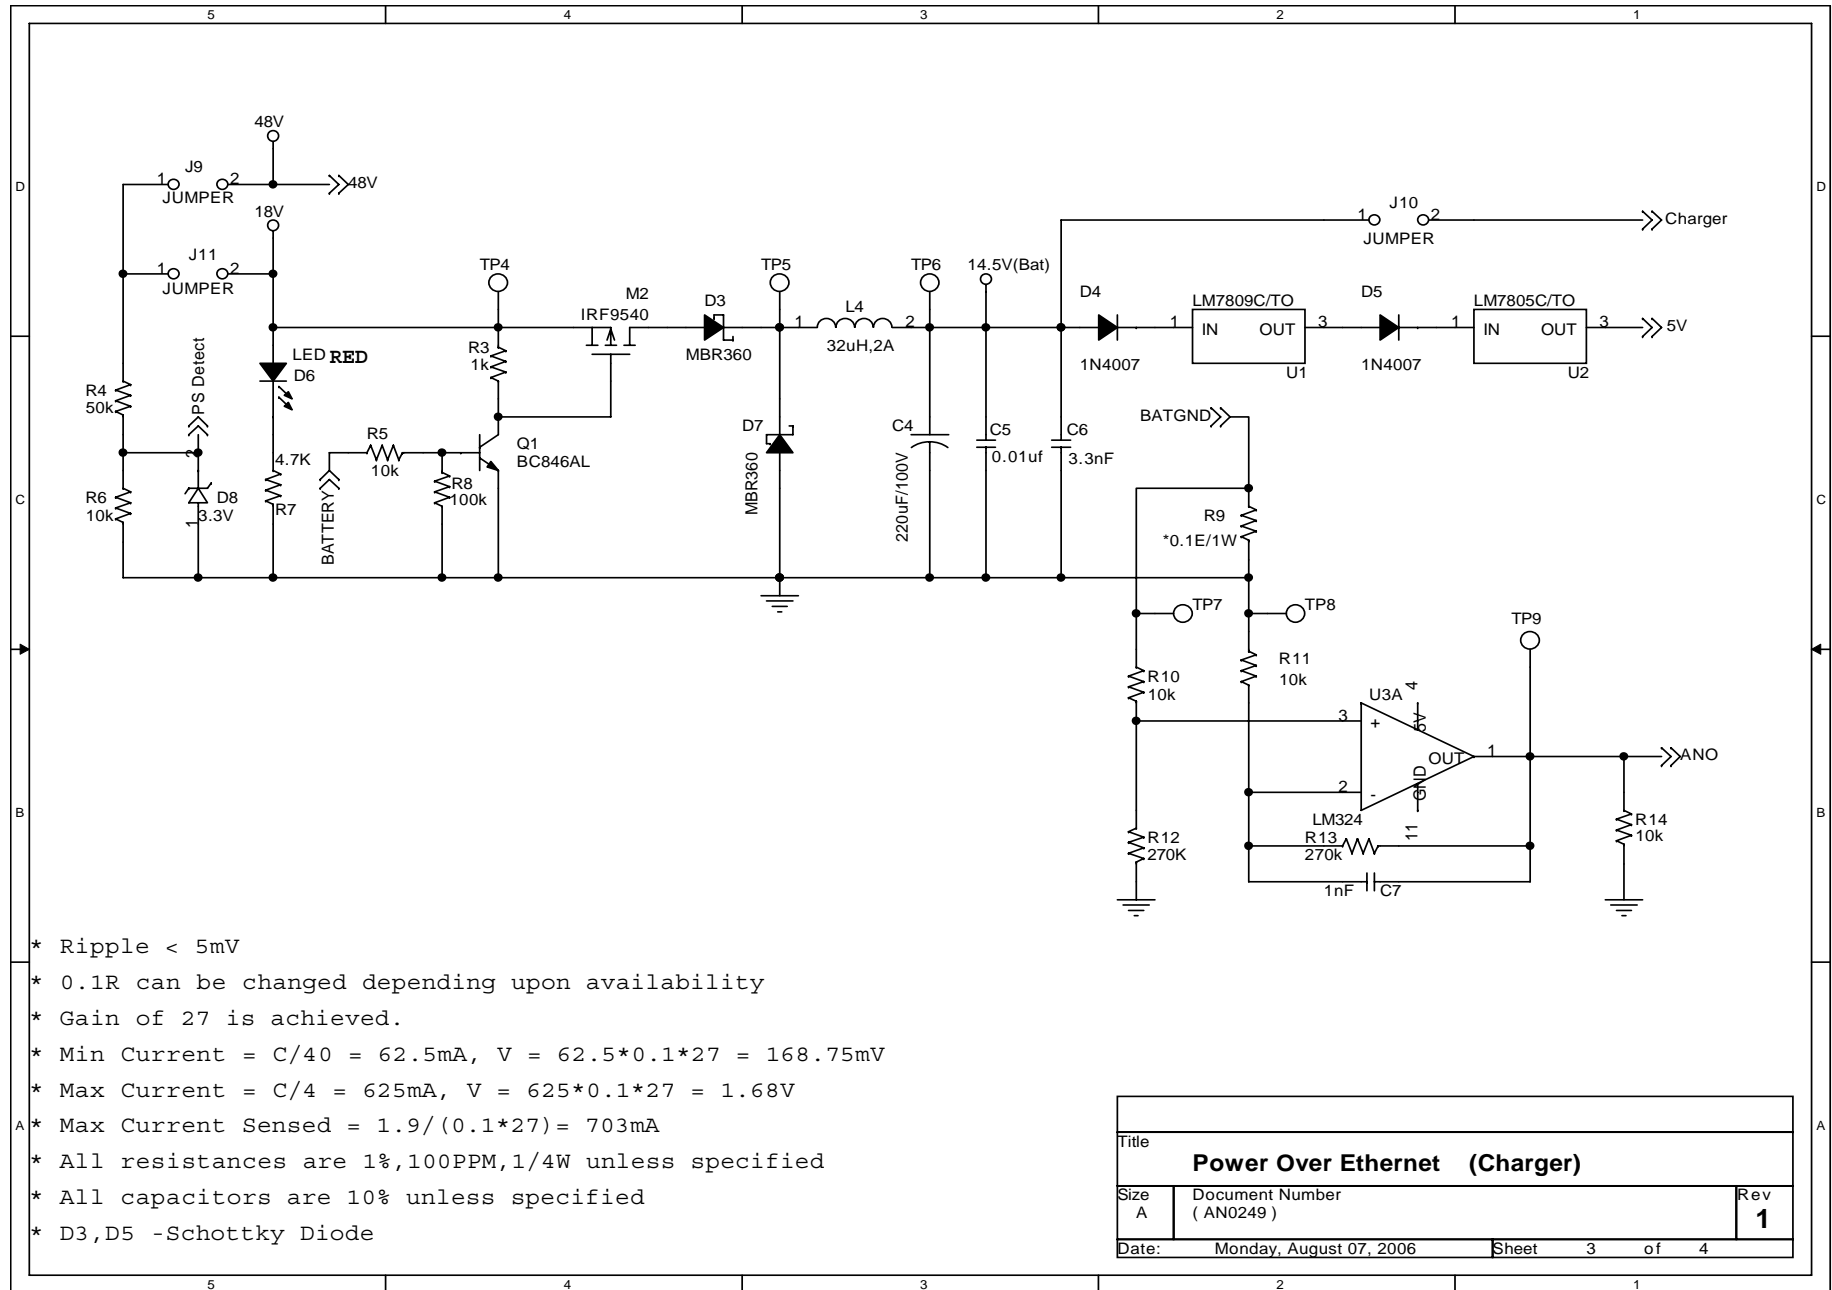 5 4 3 2 1
D D
C C
B B
A A
48V
J9
1 2
JUMPER
48V
18V
J11
1 2
JUMPER
R4
50k
PS Detect
R6
10k
2
D8
3.3V
1
LED RED
D6
4.7K
R7
BATTERY
R5
10k
R8
100k
Q1
BC846AL
TP4
R3
1k
M2
IRF9540
D3
MBR360
TP5
D7
MBR360
1 L4 2
32uH,2A
TP6
C4
220uF/100V
14.5V(Bat)
C5
0.01uf
C6
3.3nF
J10
1 2
JUMPER
Charger
D4
1N4007
LM7809C/TO
1 IN OUT 3
U1
D5
1N4007
LM7805C/TO
1 IN OUT 3
U2
5V
BATGND
R9
*0.1E/1W
TP7
TP8
R10
10k
R11
10k
R12
270K
U3A
4
5V
3 +
2 -
OUT 1
GND
11
LM324
R13
270k
1nF C7
TP9
ANO
R14
10k
* Ripple < 5mV
* 0.1R can be changed depending upon availability
* Gain of 27 is achieved.
* Min Current = C/40 = 62.5mA, V = 62.5*0.1*27 = 168.75mV
* Max Current = C/4 = 625mA, V = 625*0.1*27 = 1.68V
* Max Current Sensed = 1.9/(0.1*27)= 703mA
* All resistances are 1%,100PPM,1/4W unless specified
* All capacitors are 10% unless specified
* D3,D5 -Schottky Diode
Title
Power Over Ethernet (Charger)
Size Document Number Rev
A ( AN0249 ) 1
Date: Monday, August 07, 2006 Sheet 3 of 4
5 4 3 2 1